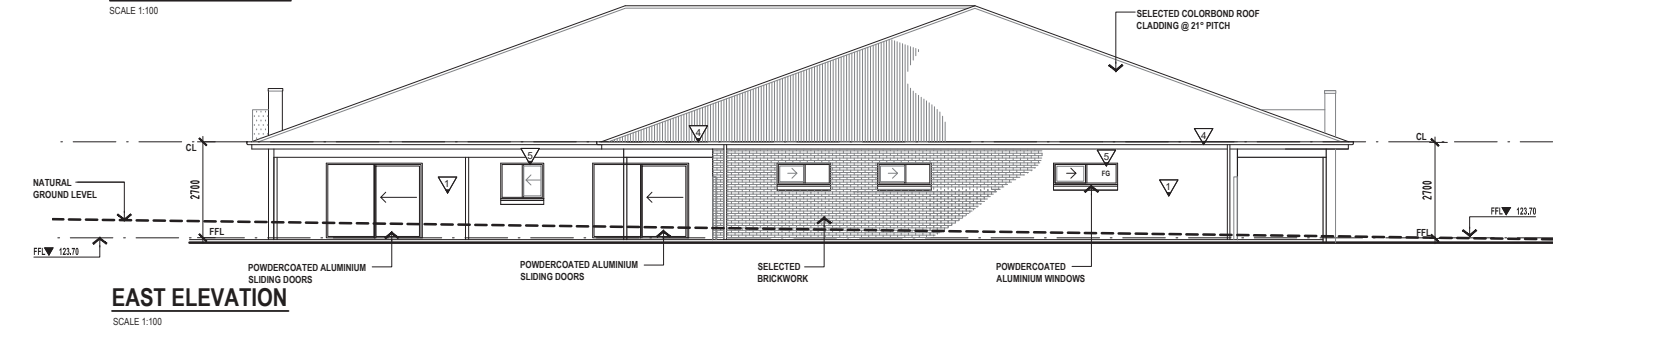 SCALE 1:100
SELECTED COLORBOND ROOF
CLADDING @ 21° PITCH
4
4
CL
CL
5
5
FG
1
1
NATURAL
GROUND LEVEL
2700
2700
FFL 123.70
FFL
FFL
FFL 123.70
POWDERCOATED ALUMINIUM
SLIDING DOORS
POWDERCOATED ALUMINIUM
SLIDING DOORS
SELECTED
BRICKWORK
POWDERCOATED
ALUMINIUM WINDOWS
EAST ELEVATION
SCALE 1:100